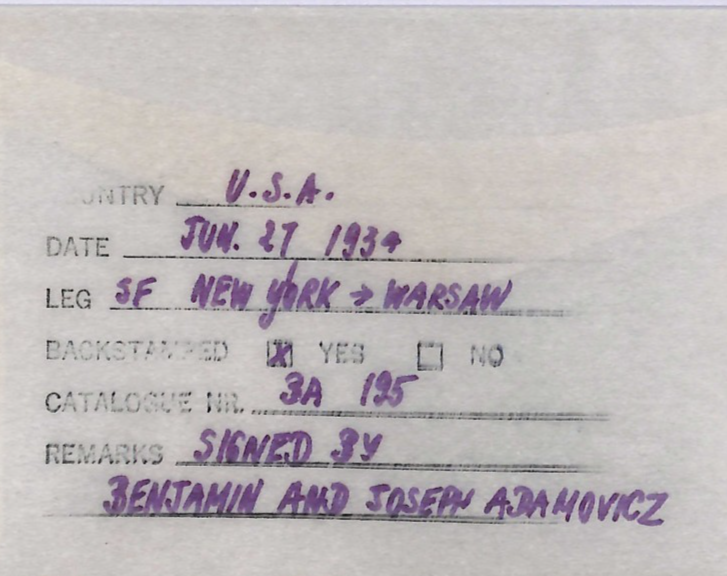 UNTRY U.S.A.
DATE JUN. 27 1934
LEG SF NEW YORK → WARSAW
BACKSTAMPED ☒ YES ☐ NO
CATALOGUE NR. 3A 195
REMARKS SIGNED BY
BENJAMIN AND JOSEPH ADAMOVICZ